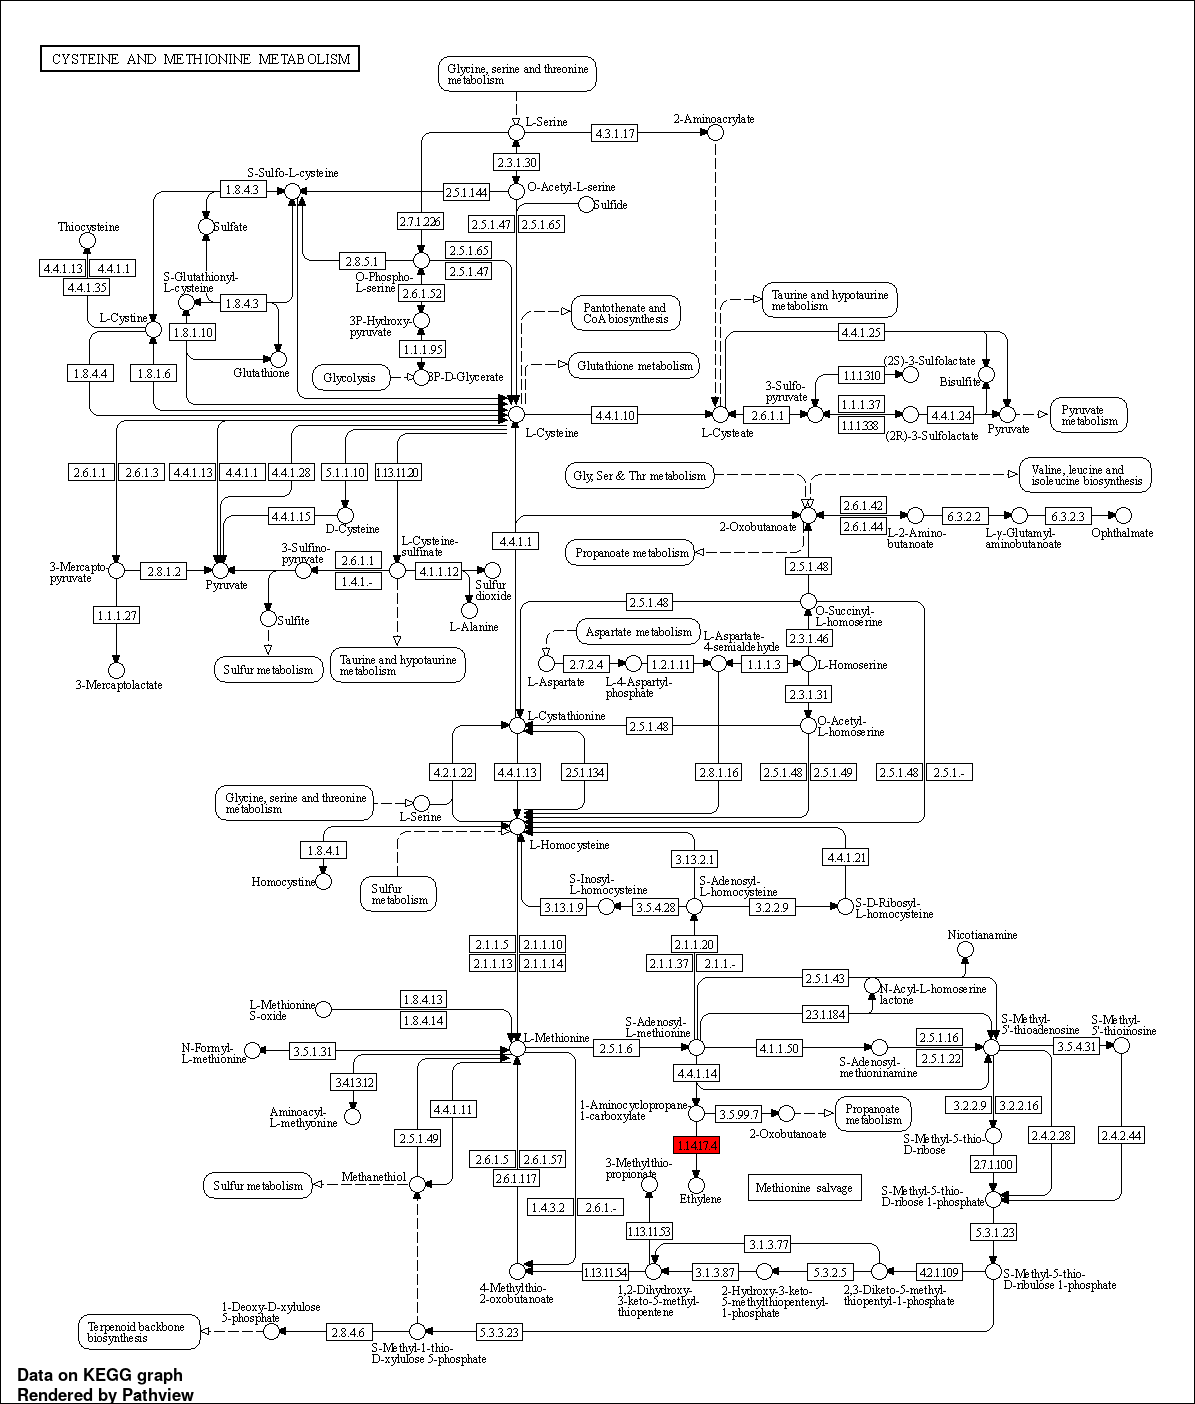 CYSTEINE AND METHIONINE METABOLISM
Glycine, serine and threonine
metabolism
L-Serine
4.3.1.17
2-Aminoacrylate
2.3.1.30
S-Sulfo-L-cysteine
1.8.4.3
2.5.1.144
O-Acetyl-L-serine
Sulfide
2.7.1.226
2.5.1.47
2.5.1.65
Thiocysteine
Sulfate
4.4.1.13
4.4.1.1
4.4.1.35
S-Glutathionyl-
L-cysteine
2.8.5.1
2.5.1.65
2.5.1.47
O-Phospho-
L-serine
2.6.1.52
1.8.4.3
Taurine and hypotaurine
metabolism
Pantothenate and
CoA biosynthesis
L-Cystine
1.8.1.10
3P-Hydroxy-
pyruvate
4.4.1.25
1.1.1.95
Glutathione
1.8.4.4
1.8.1.6
Glycolysis
3P-D-Glycerate
Glutathione metabolism
(2S)-3-Sulfolactate
1.1.1.310
Bisulfite
3-Sulfo-
pyruvate
1.1.1.37
1.1.1.338
L-Cysteine
4.4.1.10
L-Cysteate
2.6.1.1
(2R)-3-Sulfolactate
4.4.1.24
Pyruvate
Pyruvate
metabolism
2.6.1.1
2.6.1.3
4.4.1.13
4.4.1.1
4.4.1.28
5.1.1.10
1.13.11.20
Gly, Ser & Thr metabolism
Valine, leucine and
isoleucine biosynthesis
4.4.1.15
D-Cysteine
2-Oxobutanoate
2.6.1.42
2.6.1.44
L-2-Amino-
butanoate
6.3.2.2
L-γ-Glutamyl-
aminobutanoate
6.3.2.3
Ophthalmate
4.4.1.1
Propanoate metabolism
3-Mercapto-
pyruvate
2.8.1.2
Pyruvate
3-Sulfino-
pyruvate
2.6.1.1
1.4.1.-
L-Cysteine-
sulfinate
4.1.1.12
Sulfur
dioxide
2.5.1.48
1.1.1.27
Sulfite
L-Alanine
2.5.1.48
O-Succinyl-
L-homoserine
Aspartate metabolism
L-Aspartate-
4-semialdehyde
2.3.1.46
3-Mercaptolactate
Sulfur metabolism
Taurine and hypotaurine
metabolism
L-Aspartate
2.7.2.4
L-4-Aspartyl-
phosphate
1.2.1.11
1.1.1.3
L-Homoserine
2.3.1.31
L-Cystathionine
2.5.1.48
O-Acetyl-
L-homoserine
4.2.1.22
4.4.1.13
2.5.1.134
2.8.1.16
2.5.1.48
2.5.1.49
2.5.1.48
2.5.1.-
Glycine, serine and threonine
metabolism
L-Serine
1.8.4.1
L-Homocysteine
3.13.2.1
4.4.1.21
Homocystine
Sulfur
metabolism
S-Inosyl-
L-homocysteine
S-Adenosyl-
L-homocysteine
3.13.1.9
3.5.4.28
3.2.2.9
S-D-Ribosyl-
L-homocysteine
2.1.1.5
2.1.1.10
2.1.1.13
2.1.1.14
2.1.1.20
2.1.1.37
2.1.1.-
Nicotianamine
2.5.1.43
N-Acyl-L-homoserine
lactone
L-Methionine
S-oxide
1.8.4.13
1.8.4.14
S-Adenosyl-
L-methionine
2.3.1.184
S-Methyl-
5'-thioadenosine
S-Methyl-
5'-thioinosine
N-Formyl-
L-methionine
3.5.1.31
L-Methionine
2.5.1.6
4.1.1.50
S-Adenosyl-
methioninamine
2.5.1.16
2.5.1.22
3.5.4.31
3.4.13.12
4.4.1.14
Aminoacyl-
L-methyonine
4.4.1.11
1-Aminocyclopropane-
1-carboxylate
3.5.99.7
2-Oxobutanoate
Propanoate
metabolism
3.2.2.9
3.2.2.16
2.5.1.49
1.14.17.4
S-Methyl-5-thio-
D-ribose
2.4.2.28
2.4.2.44
2.6.1.5
2.6.1.57
2.6.1.117
3-Methylthio-
propionate
2.7.1.100
Sulfur metabolism
Methanethiol
Ethylene
Methionine salvage
S-Methyl-5-thio-
D-ribose 1-phosphate
1.4.3.2
2.6.1.-
1.13.11.53
5.3.1.23
3.1.3.77
4-Methylthio-
2-oxobutanoate
1.13.11.54
1,2-Dihydroxy-
3-keto-5-methyl-
thiopentene
3.1.3.87
2-Hydroxy-3-keto-
5-methylthiopentenyl-
1-phosphate
5.3.2.5
2,3-Diketo-5-methyl-
thiopentyl-1-phosphate
4.2.1.109
S-Methyl-5-thio-
D-ribulose 1-phosphate
Terpenoid backbone
biosynthesis
1-Deoxy-D-xylulose
5-phosphate
2.8.4.6
S-Methyl-1-thio-
D-xylulose 5-phosphate
5.3.3.23
Data on KEGG graph
Rendered by Pathview